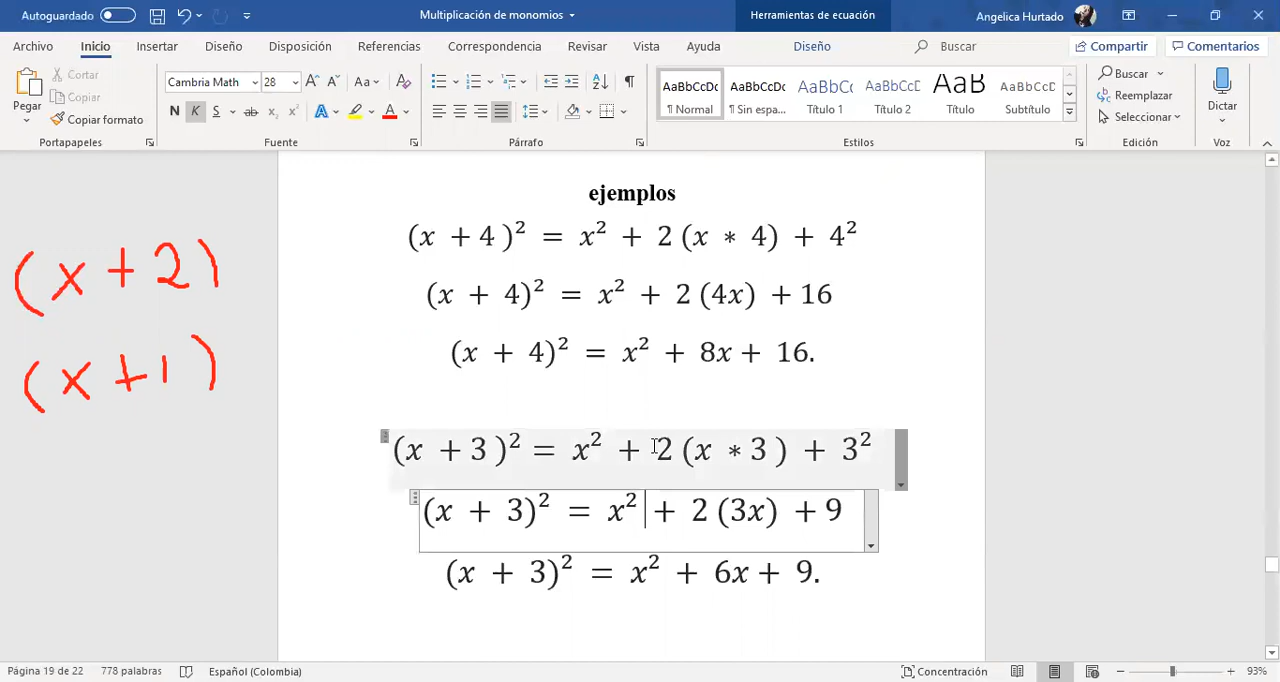 Autoguardado
Multiplicación de monomios
Herramientas de ecuación
Angelica Hurtado
Archivo Inicio Insertar Diseño Disposición Referencias Correspondencia Revisar Vista Ayuda Diseño Buscar Compartir Comentarios
Pegar
Cortar
Copiar
Copiar formato
Portapapeles
Cambria Math 28
N K S ab x₂ x²
Fuente
Párrafo
AaBbCcDc ¶ Normal
AaBbCcDc ¶ Sin espa...
AaBbCc Título 1
AaBbCcD Título 2
AaB Título
AaBbCcD Subtítulo
Estilos
Buscar
Reemplazar
Seleccionar
Edición
Dictar
Voz
ejemplos
(x + 4)² = x² + 2 (x * 4) + 4²
(x + 4)² = x² + 2 (4x) + 16
(x + 4)² = x² + 8x + 16.
(x + 3)² = x² + 2 (x * 3) + 3²
(x + 3)² = x² + 2 (3x) + 9
(x + 3)² = x² + 6x + 9.
(x + 2)
(x + 1)
Página 19 de 22 778 palabras Español (Colombia) Concentración 93%